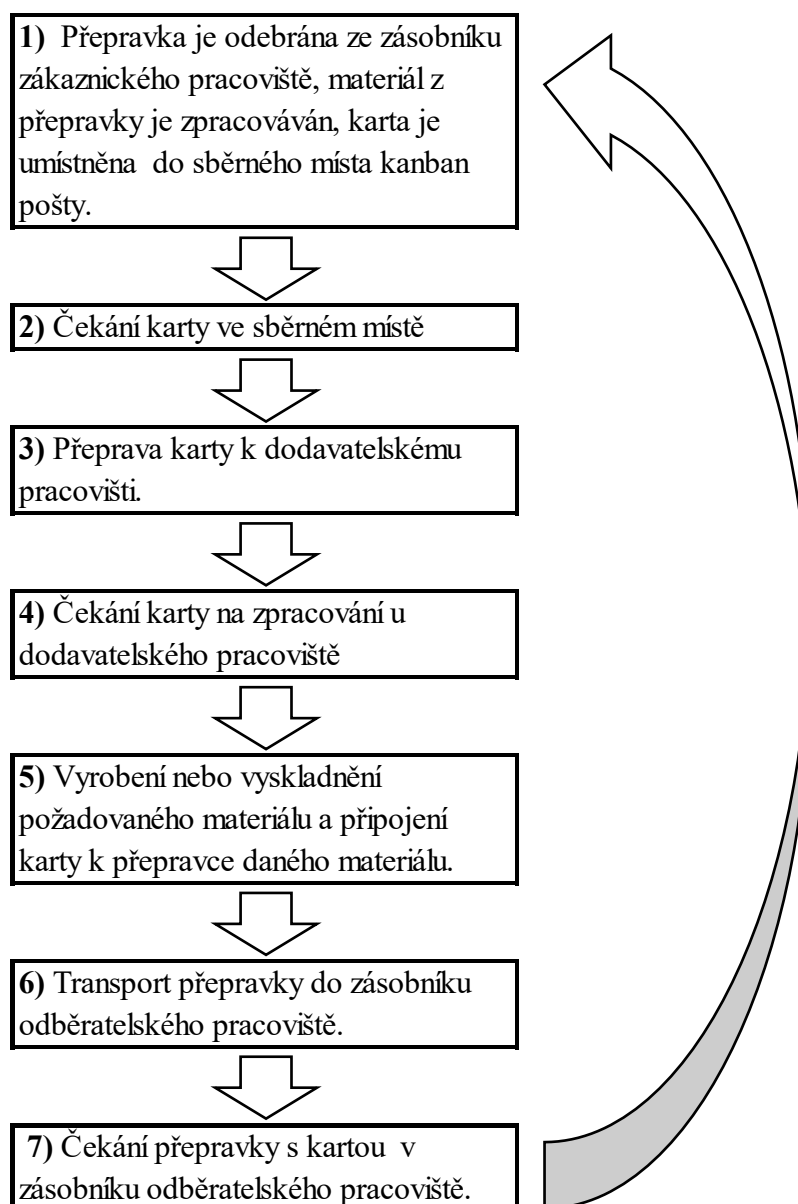 1) Přepravka je odebrána ze zásobníku
zákaznického pracoviště, materiál z
přepravky je zpracováván, karta je
umístněna do sběrného místa kanban
pošty.
2) Čekání karty ve sběrném místě
3) Přeprava karty k dodavatelskému
pracovišti.
4) Čekání karty na zpracování u
dodavatelského pracoviště
5) Vyrobení nebo vyskladnění
požadovaného materiálu a připojení
karty k přepravce daného materiálu.
6) Transport přepravky do zásobníku
odběratelského pracoviště.
7) Čekání přepravky s kartou v
zásobníku odběratelského pracoviště.